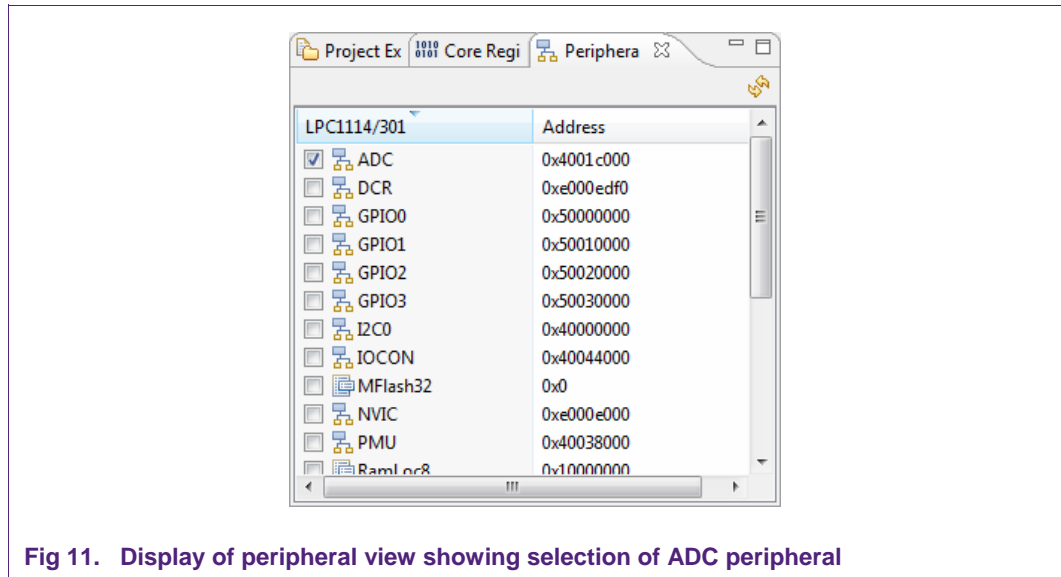 Project Ex 1010 0101 Core Regi Periphera
LPC1114/301 Address
ADC 0x4001c000
DCR 0xe000edf0
GPIO0 0x50000000
GPIO1 0x50010000
GPIO2 0x50020000
GPIO3 0x50030000
I2C0 0x40000000
IOCON 0x40044000
MFlash32 0x0
NVIC 0xe000e000
PMU 0x40038000
RamLoc8 0x10000000
Fig 11. Display of peripheral view showing selection of ADC peripheral